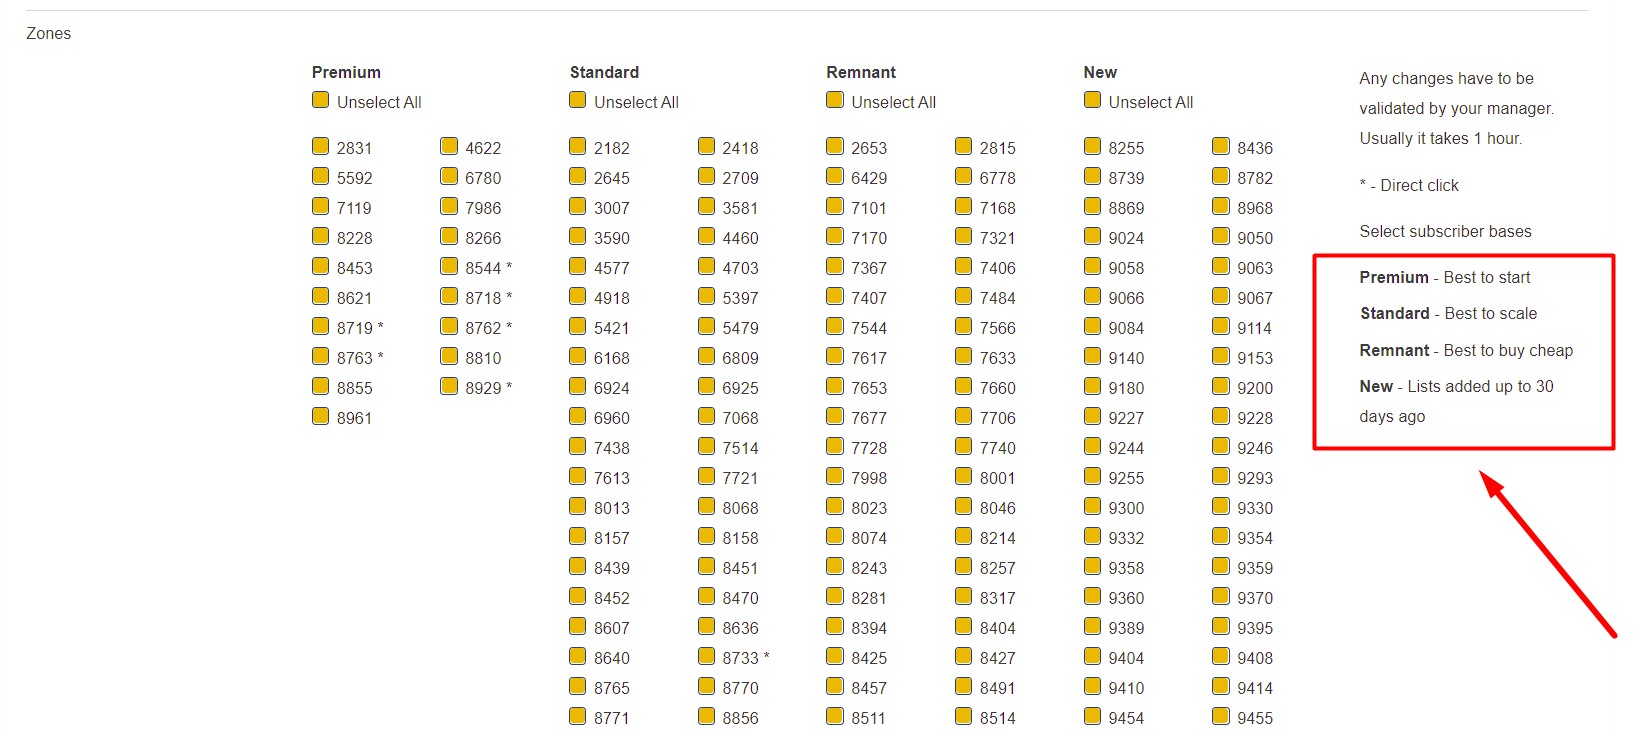 Zones
Premium Standard Remnant New
Unselect All Unselect All Unselect All Unselect All
2831 4622 2182 2418 2653 2815 8255 8436
5592 6780 2645 2709 6429 6778 8739 8782
7119 7986 3007 3581 7101 7168 8869 8968
8228 8266 3590 4460 7170 7321 9024 9050
8453 8544 * 4577 4703 7367 7406 9058 9063
8621 8718 * 4918 5397 7407 7484 9066 9067
8719 * 8762 * 5421 5479 7544 7566 9084 9114
8763 * 8810 6168 6809 7617 7633 9140 9153
8855 8929 * 6924 6925 7653 7660 9180 9200
8961 6960 7068 7677 7706 9227 9228
7438 7514 7728 7740 9244 9246
7613 7721 7998 8001 9255 9293
8013 8068 8023 8046 9300 9330
8157 8158 8074 8214 9332 9354
8439 8451 8243 8257 9358 9359
8452 8470 8281 8317 9360 9370
8607 8636 8394 8404 9389 9395
8640 8733 * 8425 8427 9404 9408
8765 8770 8457 8491 9410 9414
8771 8856 8511 8514 9454 9455
Any changes have to be
validated by your manager.
Usually it takes 1 hour.
* - Direct click
Select subscriber bases
Premium - Best to start
Standard - Best to scale
Remnant - Best to buy cheap
New - Lists added up to 30
days ago